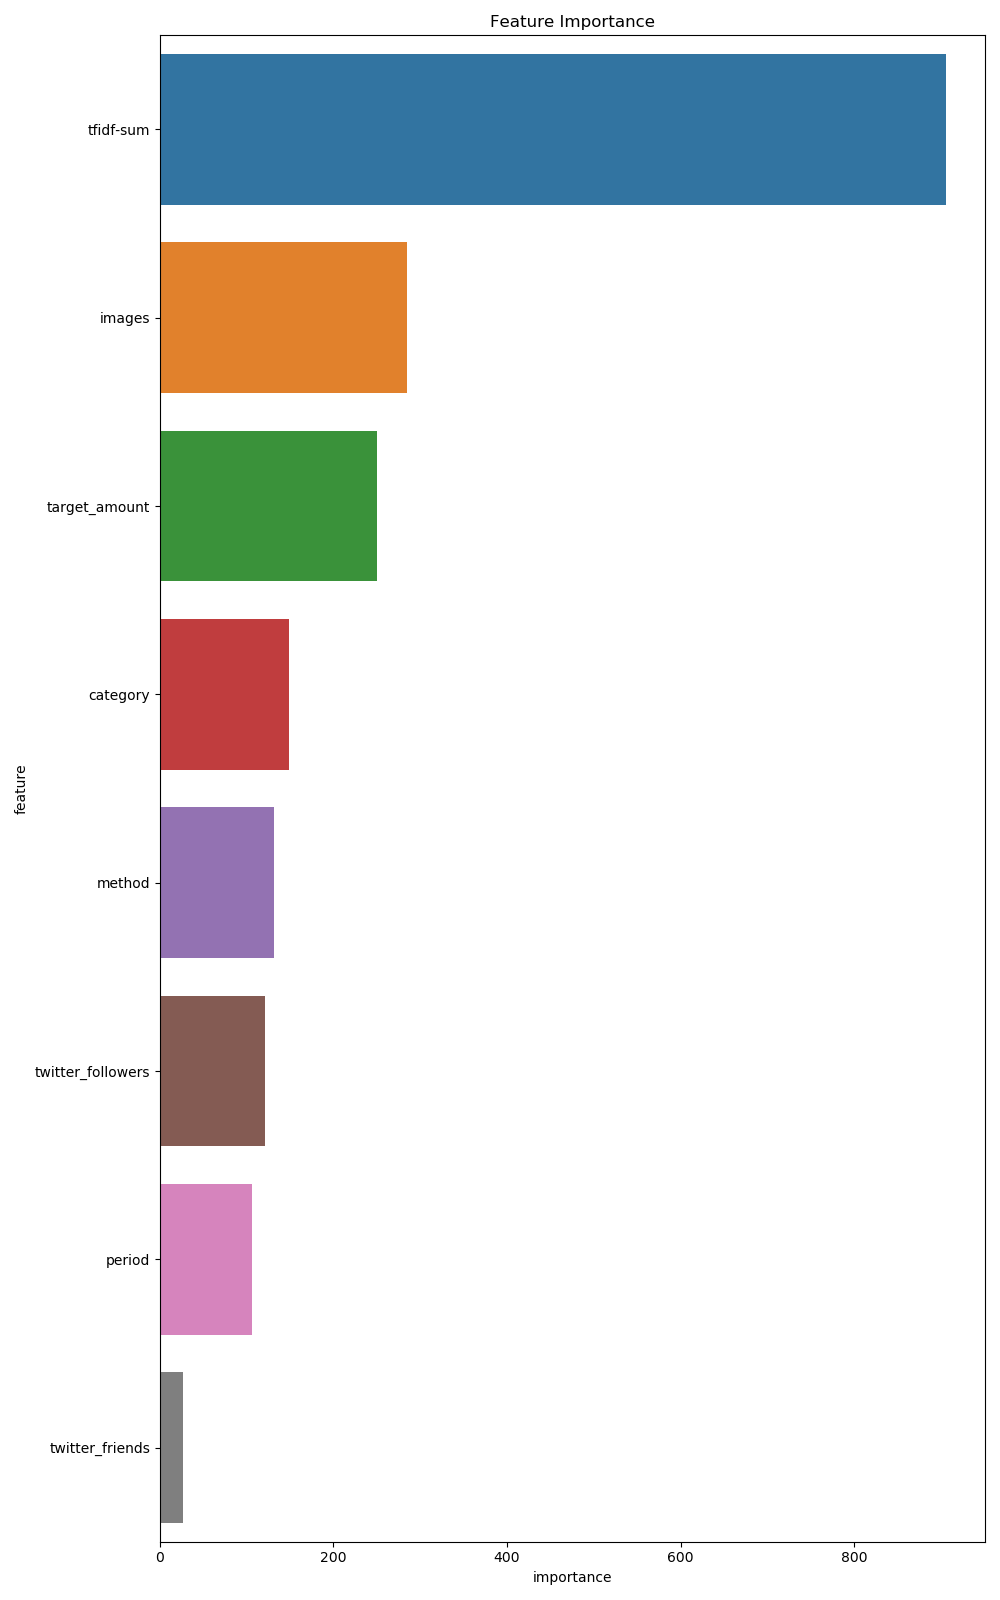 Feature Importance
tfidf-sum
images
target_amount
category
method
twitter_followers
period
twitter_friends
feature
0 200 400 600 800
importance